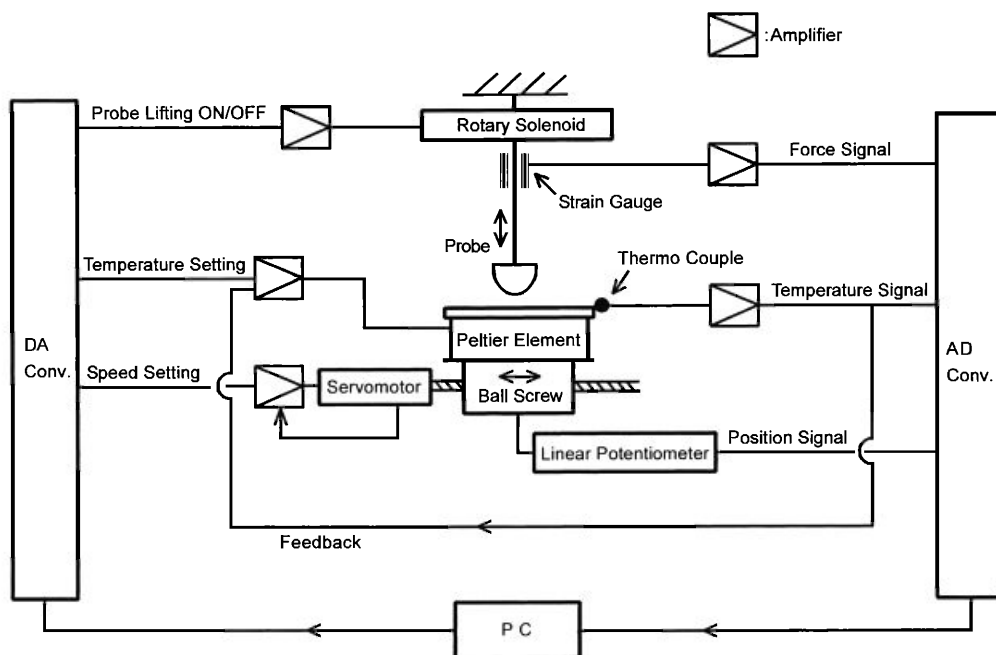 :Amplifier
Probe Lifting ON/OFF
Rotary Solenoid
Force Signal
Strain Gauge
Probe
Thermo Couple
Temperature Setting
Temperature Signal
Peltier Element
DA
Conv.
AD
Conv.
Speed Setting
Servomotor
Ball Screw
Position Signal
Linear Potentiometer
Feedback
P C